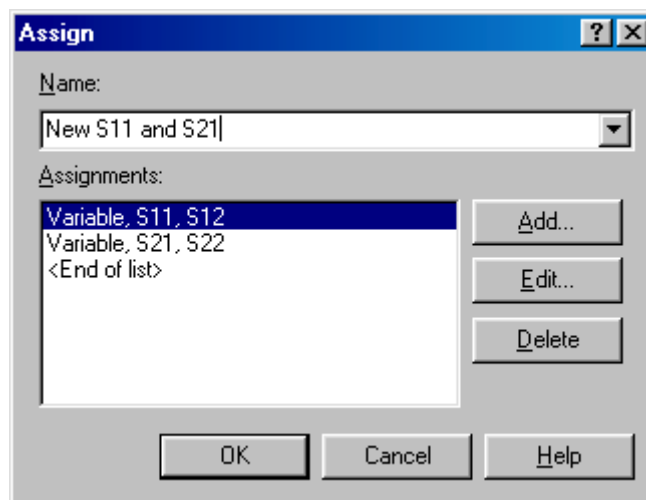 Assign
Name:
New S11 and S21
Assignments:
Variable, S11, S12
Variable, S21, S22
<End of list>
Add...
Edit...
Delete
OK Cancel Help